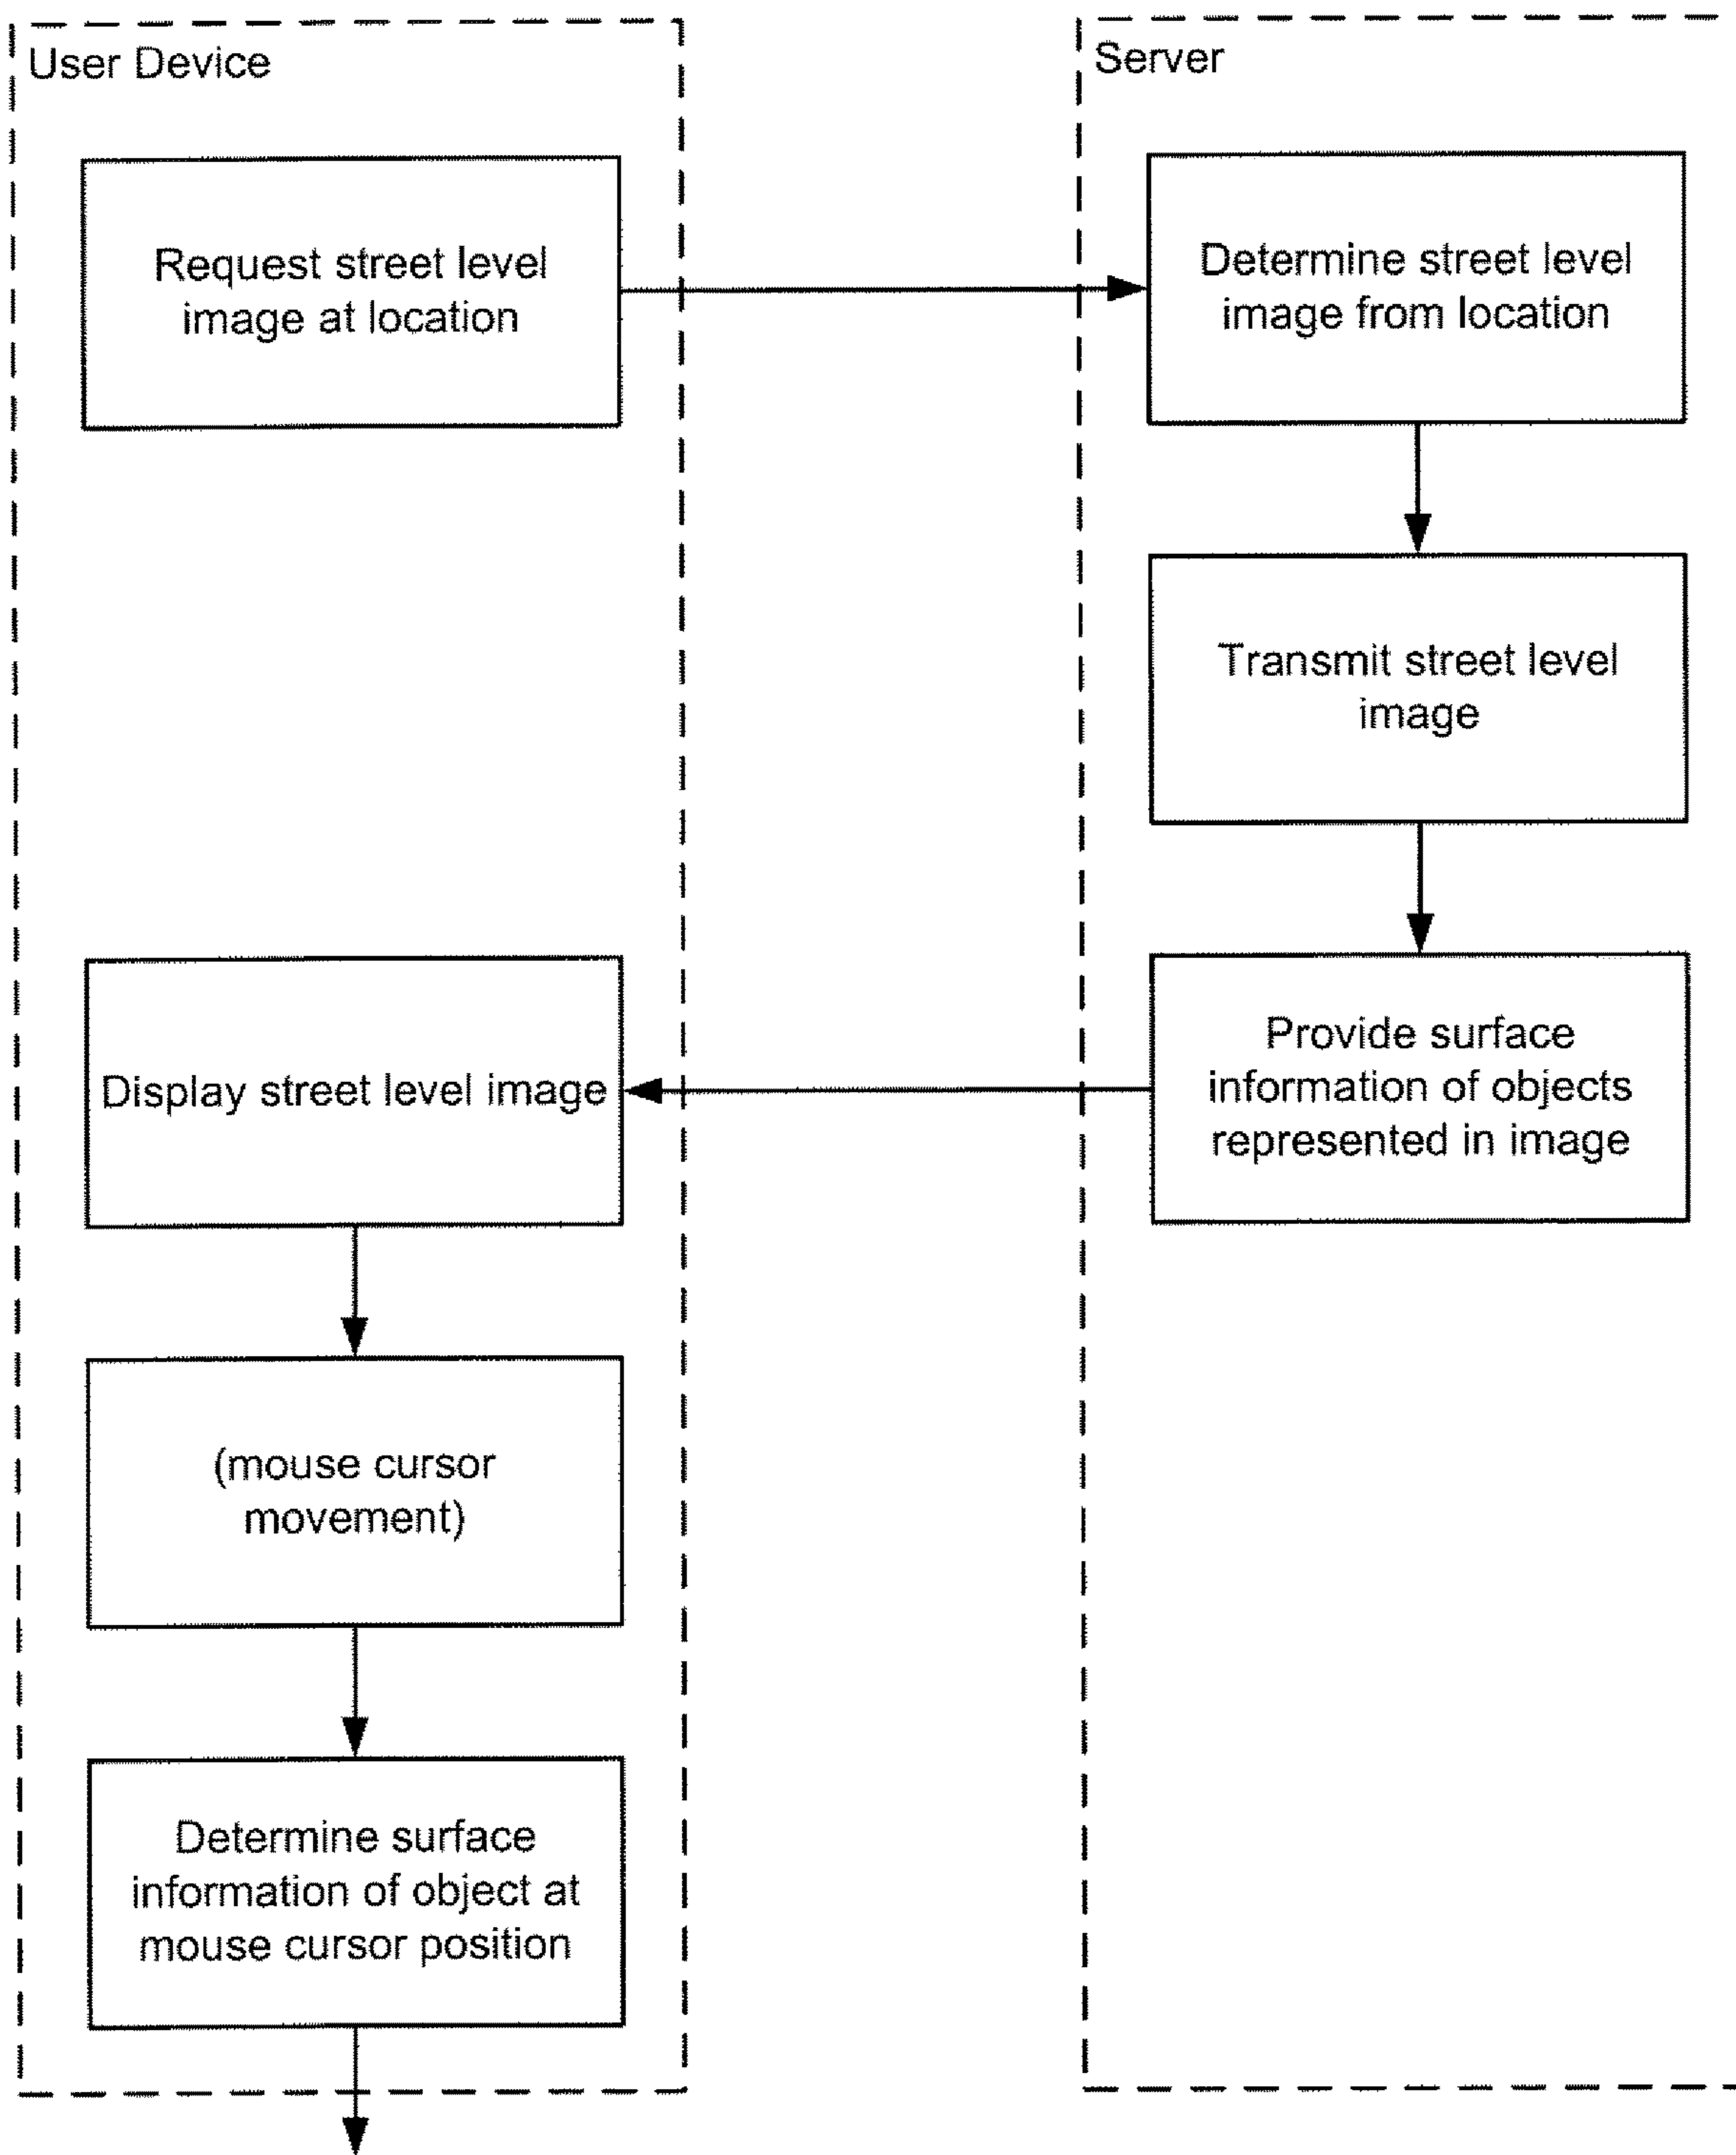 User Device
Server
Request street level
image at location
Determine street level
image from location
Transmit street level
image
Provide surface
information of objects
represented in image
Display street level image
(mouse cursor
movement)
Determine surface
information of object at
mouse cursor position